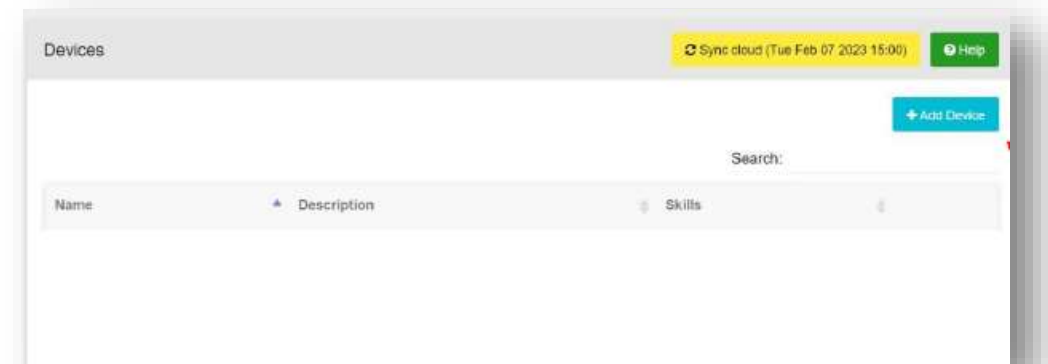 Devices
Sync cloud (Tue Feb 07 2023 15:00) Help
Add Device
Search:
Name Description Skills